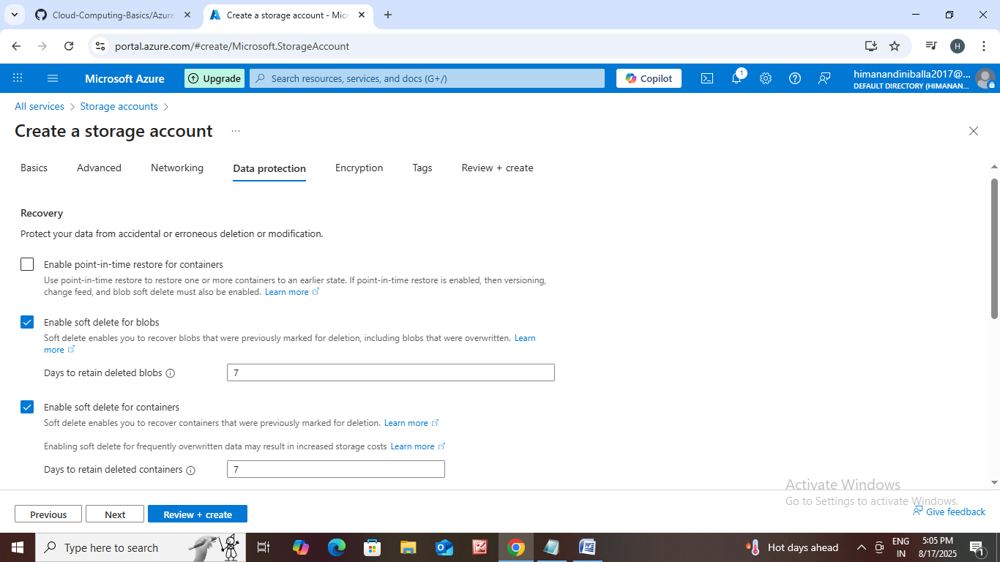 Cloud-Computing-Basics/Azure
Create a storage account - Micr
portal.azure.com/#create/Microsoft.StorageAccount
H
Microsoft Azure
Upgrade
Search resources, services, and docs (G+/)
Copilot
1
himanandiniballa2017@...
DEFAULT DIRECTORY (HIMANAN...
All services > Storage accounts >
Create a storage account ...
Basics
Advanced
Networking
Data protection
Encryption
Tags
Review + create
Recovery
Protect your data from accidental or erroneous deletion or modification.
Enable point-in-time restore for containers
Use point-in-time restore to restore one or more containers to an earlier state. If point-in-time restore is enabled, then versioning,
change feed, and blob soft delete must also be enabled. Learn more
Enable soft delete for blobs
Soft delete enables you to recover blobs that were previously marked for deletion, including blobs that were overwritten. Learn
more
Days to retain deleted blobs
7
Enable soft delete for containers
Soft delete enables you to recover containers that were previously marked for deletion. Learn more
Enabling soft delete for frequently overwritten data may result in increased storage costs Learn more
Days to retain deleted containers
7
Activate Windows
Go to Settings to activate Windows.
Previous
Next
Review + create
Give feedback
Type here to search
Hot days ahead
ENG
IN
5:05 PM
8/17/2025
1